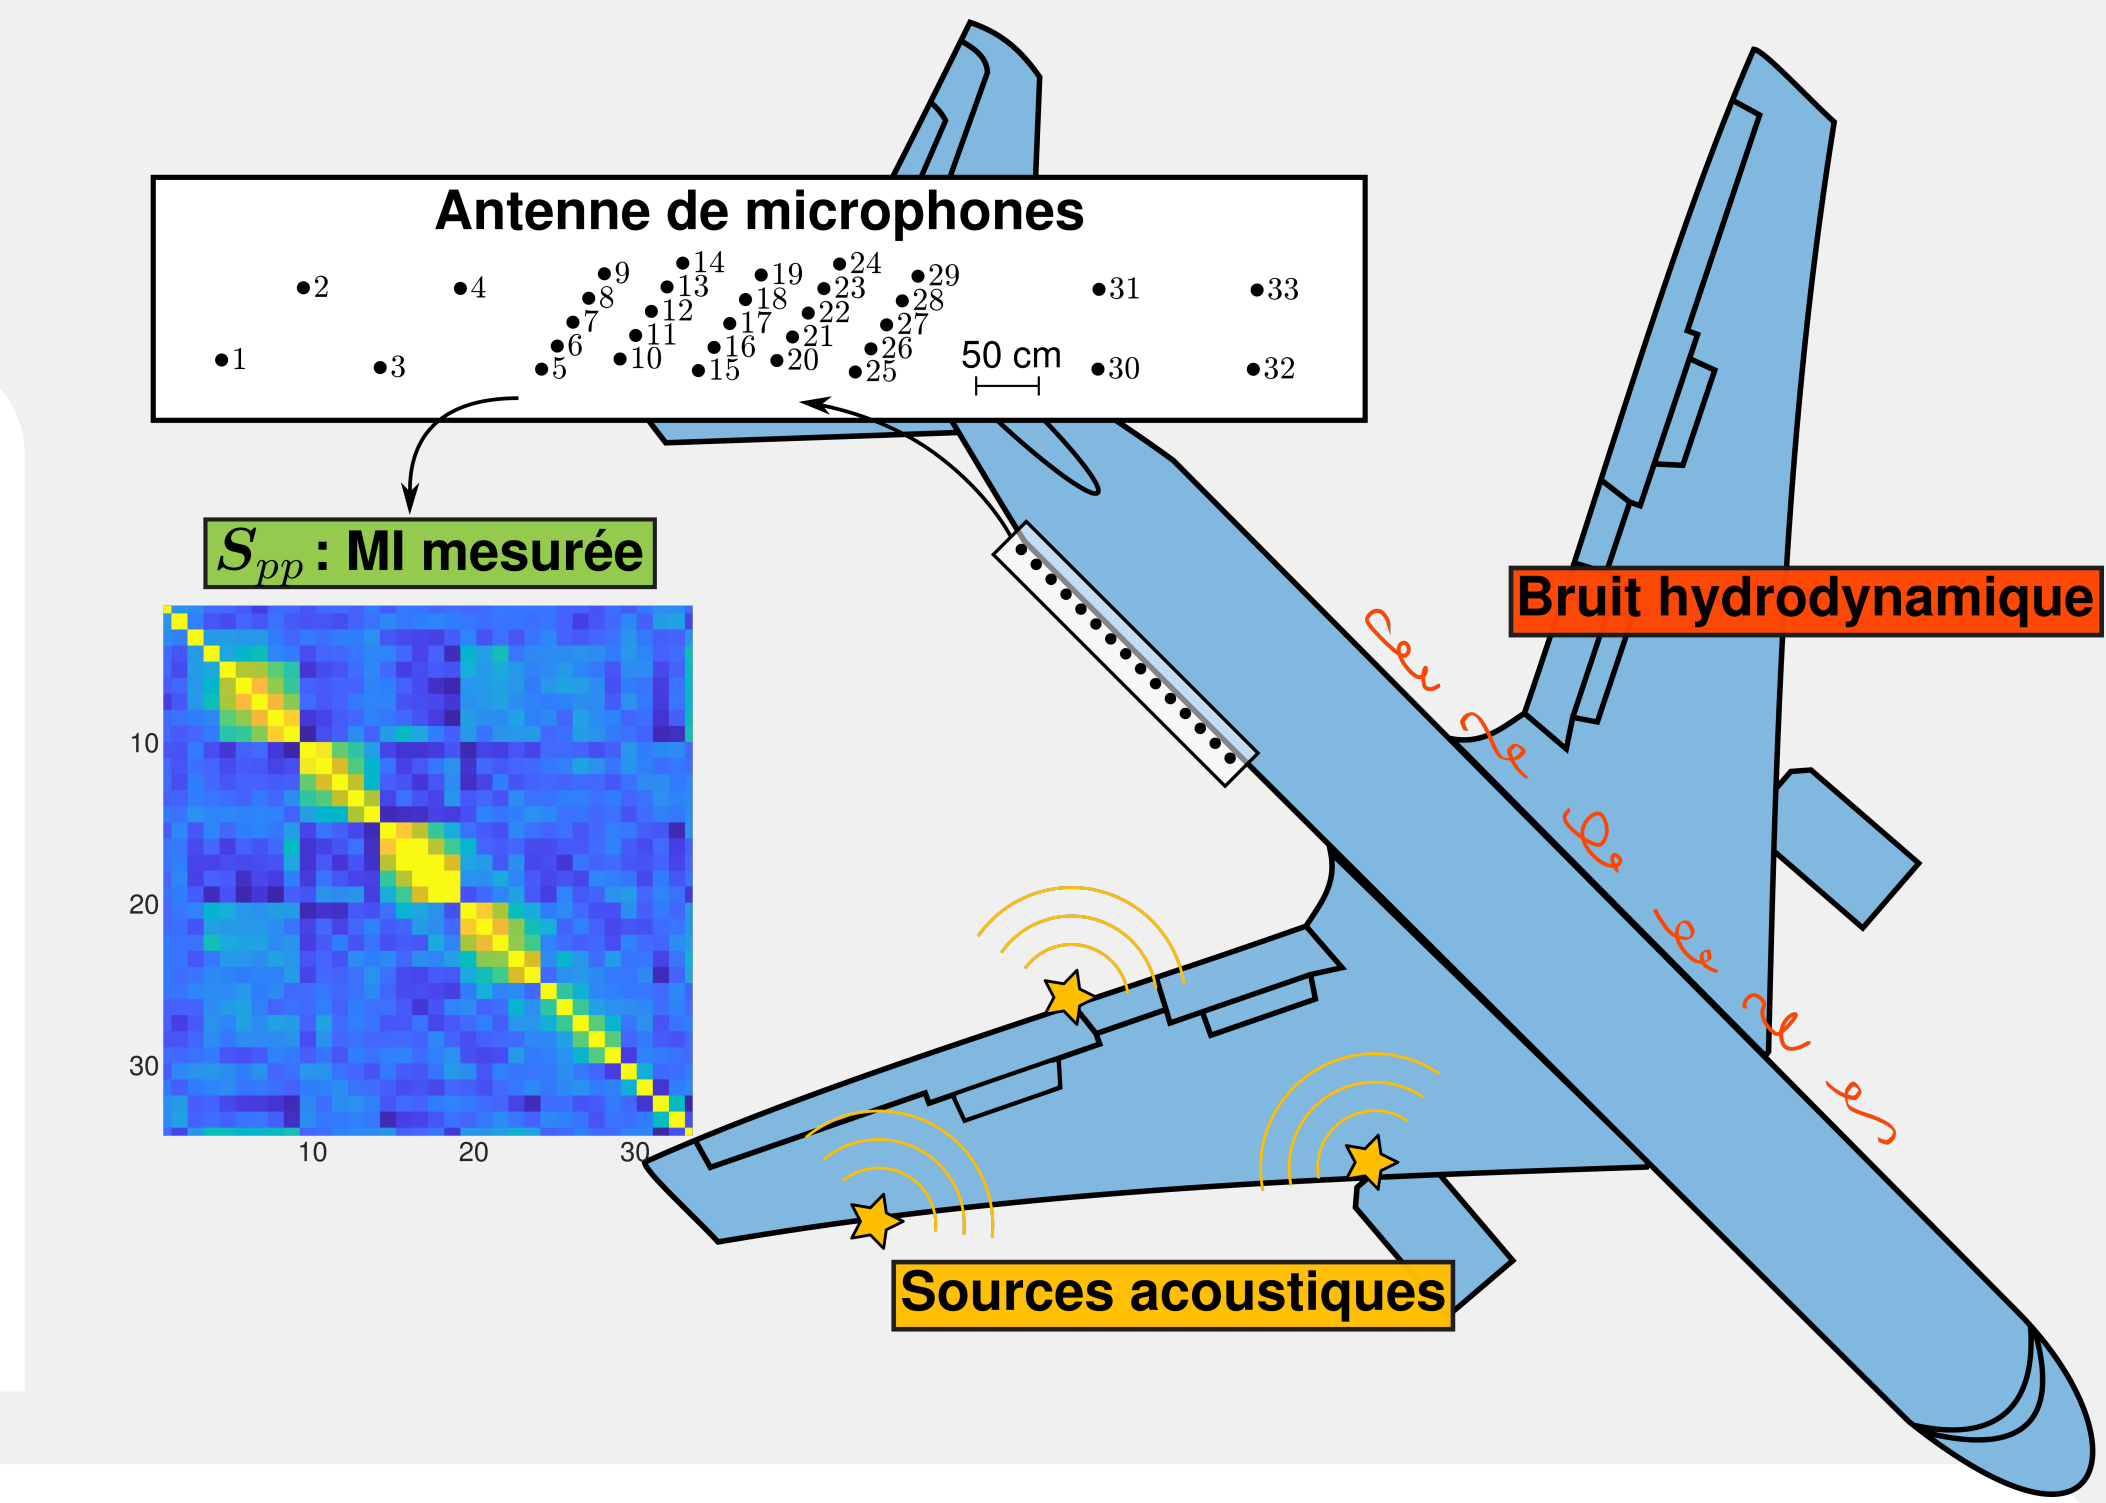 Antenne de microphones
14 24
9 19 29
2 4 13 23 31 33
8 18 28
12 22
7 17 27
11 21
6 16 26
1 10 20 50 cm
3 5 15 25 30 32
S_pp : MI mesurée
Bruit hydrodynamique
10
20
30
10 20 30
Sources acoustiques